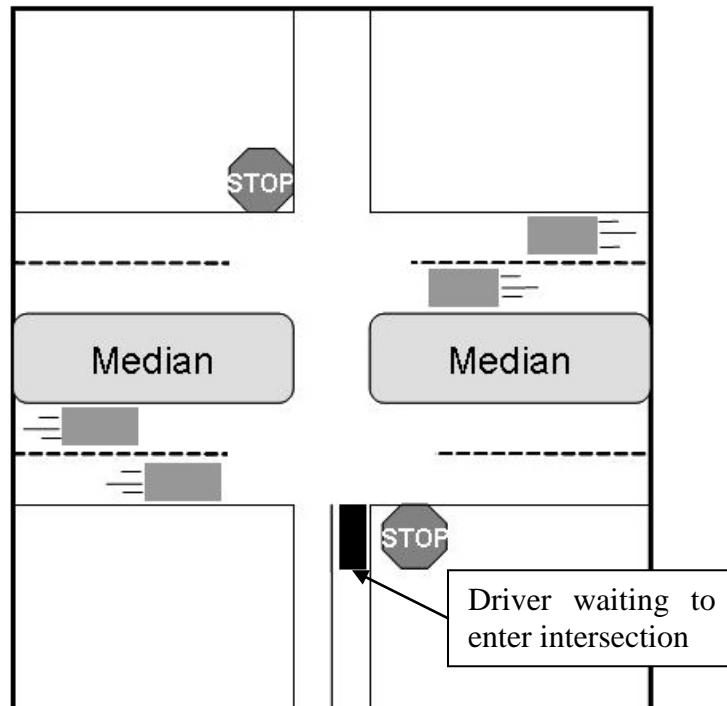 STOP
Median
Median
STOP
Driver waiting to
enter intersection